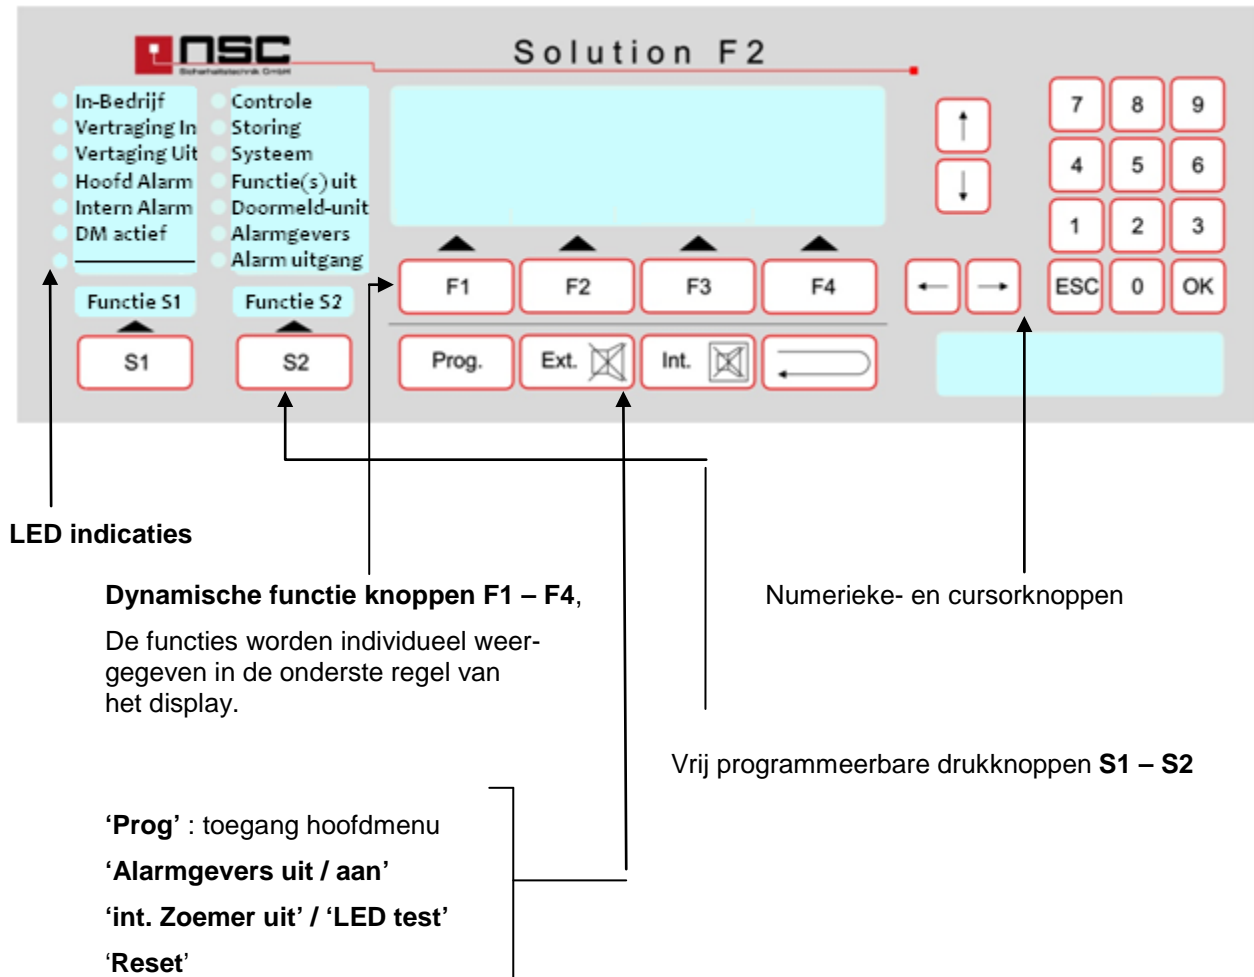 nsc
Sicherheitstechnik GmbH
Solution F2
In-Bedrijf
Vertraging In
Vertaging Uit
Hoofd Alarm
Intern Alarm
DM actief
Controle
Storing
Systeem
Functie(s) uit
Doormeld-unit
Alarmgevers
Alarm uitgang
Functie S1
Functie S2
S1
S2
F1
F2
F3
F4
Prog.
Ext.
Int.
↑
↓
← →
7 8 9
4 5 6
1 2 3
ESC 0 OK
LED indicaties
Dynamische functie knoppen F1 – F4,
De functies worden individueel weer-
gegeven in de onderste regel van
het display.
Numerieke- en cursorknoppen
Vrij programmeerbare drukknoppen S1 – S2
‘Prog’ : toegang hoofdmenu
‘Alarmgevers uit / aan’
‘int. Zoemer uit’ / ‘LED test’
‘Reset’